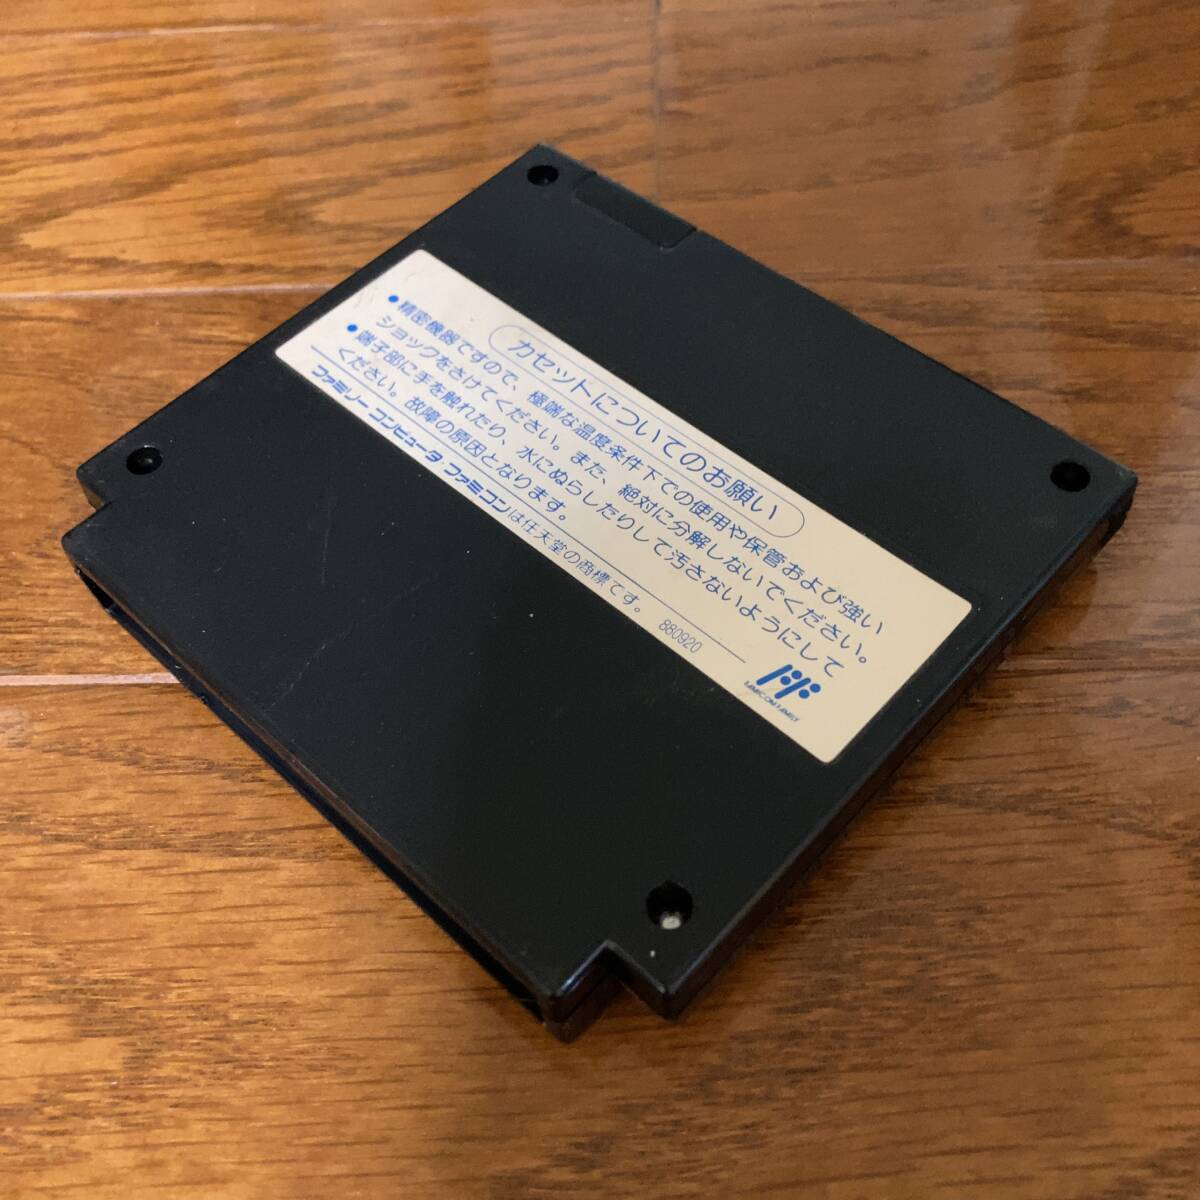 カセットについてのお願い
●精密機器ですので、極端な温度条件下での使用や保管および強い
ショックをさけてください。また、絶対に分解しないでください。
●端子部に手を触れたり、水にぬらしたりして汚さないようにして
ください。故障の原因となります。
ファミリーコンピュータ・ファミコンは任天堂の商標です。
880920
FAMICOM FAMILY